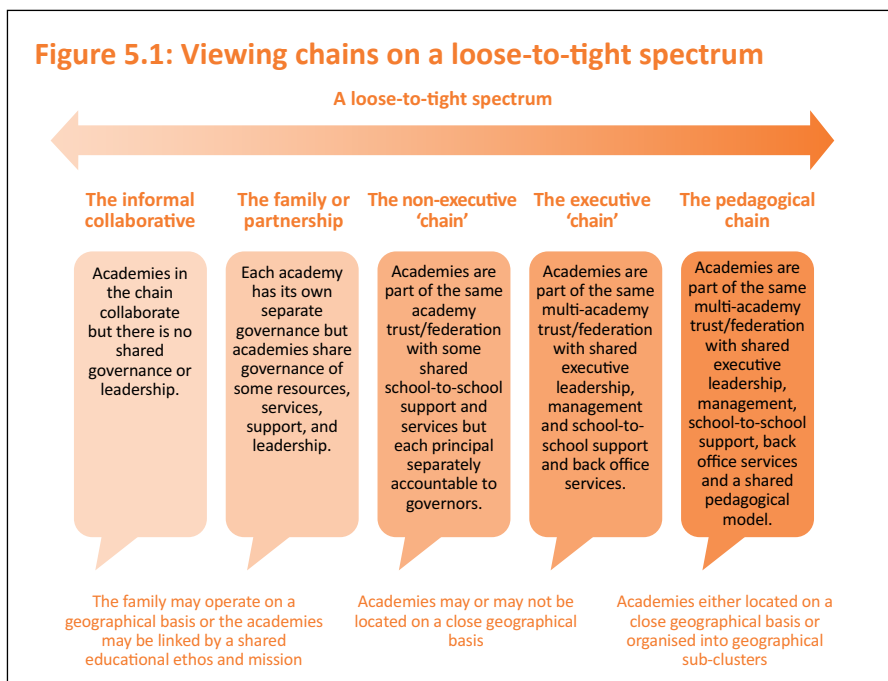 Figure 5.1: Viewing chains on a loose-to-tight spectrum
A loose-to-tight spectrum
The informal
collaborative
Academies in
the chain
collaborate
but there is no
shared
governance or
leadership.
The family or
partnership
Each academy
has its own
separate
governance but
academies share
governance of
some resources,
services,
support, and
leadership.
The non-executive
‘chain’
Academies are
part of the same
academy
trust/federation
with some
shared
school-to-school
support and
services but
each principal
separately
accountable to
governors.
The executive
‘chain’
Academies are
part of the same
multi-academy
trust/federation
with shared
executive
leadership,
management
and school-to-
school support
and back office
services.
The pedagogical
chain
Academies are
part of the same
multi-academy
trust/federation
with shared
executive
leadership,
management,
school-to-school
support, back
office services
and a shared
pedagogical
model.
The family may operate on a
geographical basis or the academies
may be linked by a shared
educational ethos and mission
Academies may or may not be
located on a close geographical
basis
Academies either located on a
close geographical basis or
organised into geographical
sub-clusters